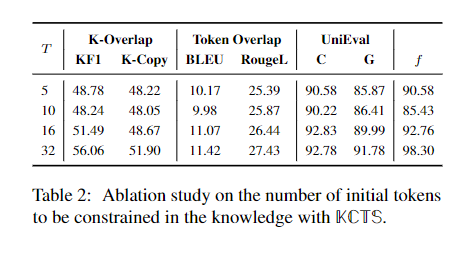 T K-Overlap Token Overlap UniEval f
KF1 K-Copy BLEU RougeL C G
5 48.78 48.22 10.17 25.39 90.58 85.87 90.58
10 48.24 48.05 9.98 25.87 90.22 86.41 85.43
16 51.49 48.67 11.07 26.44 92.83 89.99 92.76
32 56.06 51.90 11.42 27.43 92.78 91.78 98.30
Table 2: Ablation study on the number of initial tokens
to be constrained in the knowledge with 𝕂ℂ𝕋𝕊.